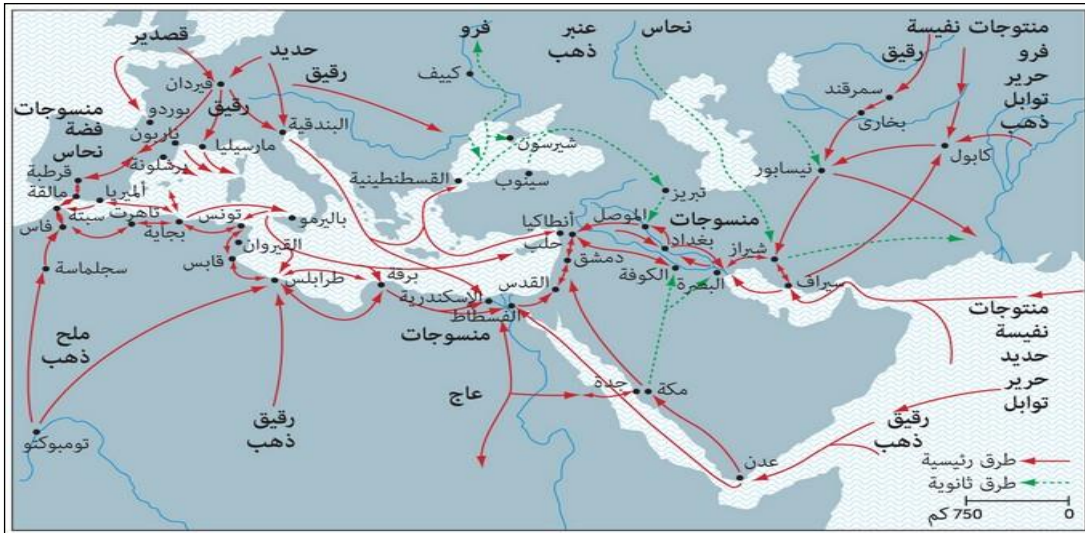 منتوجات نفيسة
فرو
حرير
توابل
ذهب
رقيق
نحاس
عنبر
ذهب
فرو
رقيق
حديد
قصدير
كييف
سمرقند
بخارى
كابول
نيسابور
فيردان
رقيق
بوردو
البندقية
ناربون
مارسيليا
برشلونة
منسوجات
فضة
نحاس
شيرسون
سينوب
القسطنطينية
تبريز
قرطبة
مالقة
ألميريا
سبتة
تاهرت
فاس
بجاية
تونس
باليرمو
القيروان
قابس
سجلماسة
طرابلس
برقة
الإسكندرية
الفسطاط
منسوجات
القدس
دمشق
حلب
أنطاكيا
الموصل
منسوجات
بغداد
الكوفة
البصرة
شيراز
سيراف
ملح
ذهب
تومبوكتو
رقيق
ذهب
عاج
جدة
مكة
عدن
رقيق
ذهب
منتوجات
نفيسة
حديد
حرير
توابل
طرق رئيسية
طرق ثانوية
0
750 كم